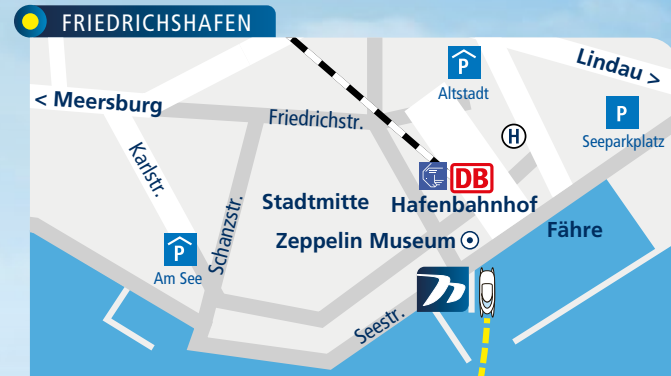 FRIEDRICHSHAFEN
Lindau >
P
Altstadt
< Meersburg
P
Friedrichstr.
H
Seeparkplatz
Karlstr.
DB
Stadtmitte
Hafenbahnhof
Schanzstr.
Fähre
Zeppelin Museum
P
Am See
Seestr.